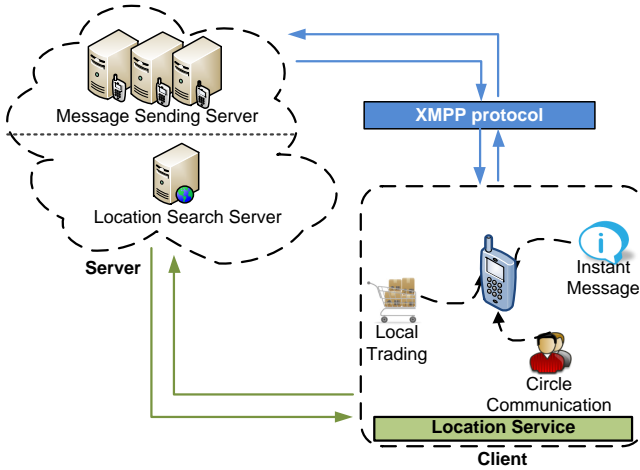 Message Sending Server
XMPP protocol
Location Search Server
Server
Instant
Message
Local
Trading
Circle
Communication
Location Service
Client